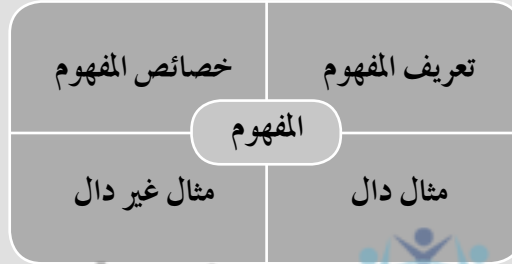 تعريف المفهوم
خصائص المفهوم
المفهوم
مثال دال
مثال غير دال